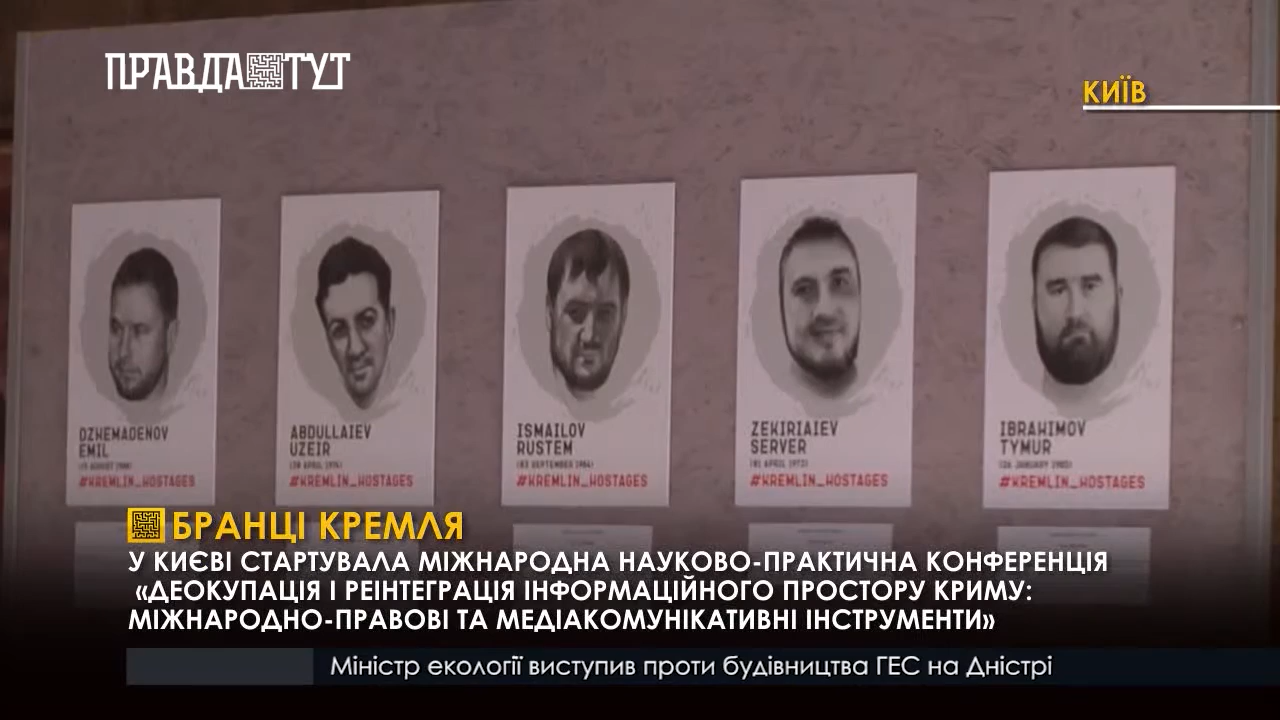 ПРАВДА ТУТ
КИЇВ
DZHEMADENOV
EMIL
#KREMLIN_HOSTAGES
ABDULLAIEV
UZEIR
#KREMLIN_HOSTAGES
ISMAILOV
RUSTEM
#KREMLIN_HOSTAGES
ZEKIRIAIEV
SERVER
#KREMLIN_HOSTAGES
IBRAHIMOV
TYMUR
#KREMLIN_HOSTAGES
БРАНЦІ КРЕМЛЯ
У КИЄВІ СТАРТУВАЛА МІЖНАРОДНА НАУКОВО-ПРАКТИЧНА КОНФЕРЕНЦІЯ
«ДЕОКУПАЦІЯ І РЕІНТЕГРАЦІЯ ІНФОРМАЦІЙНОГО ПРОСТОРУ КРИМУ:
МІЖНАРОДНО-ПРАВОВІ ТА МЕДІАКОМУНІКАТИВНІ ІНСТРУМЕНТИ»
Міністр екології виступив проти будівництва ГЕС на Дністрі